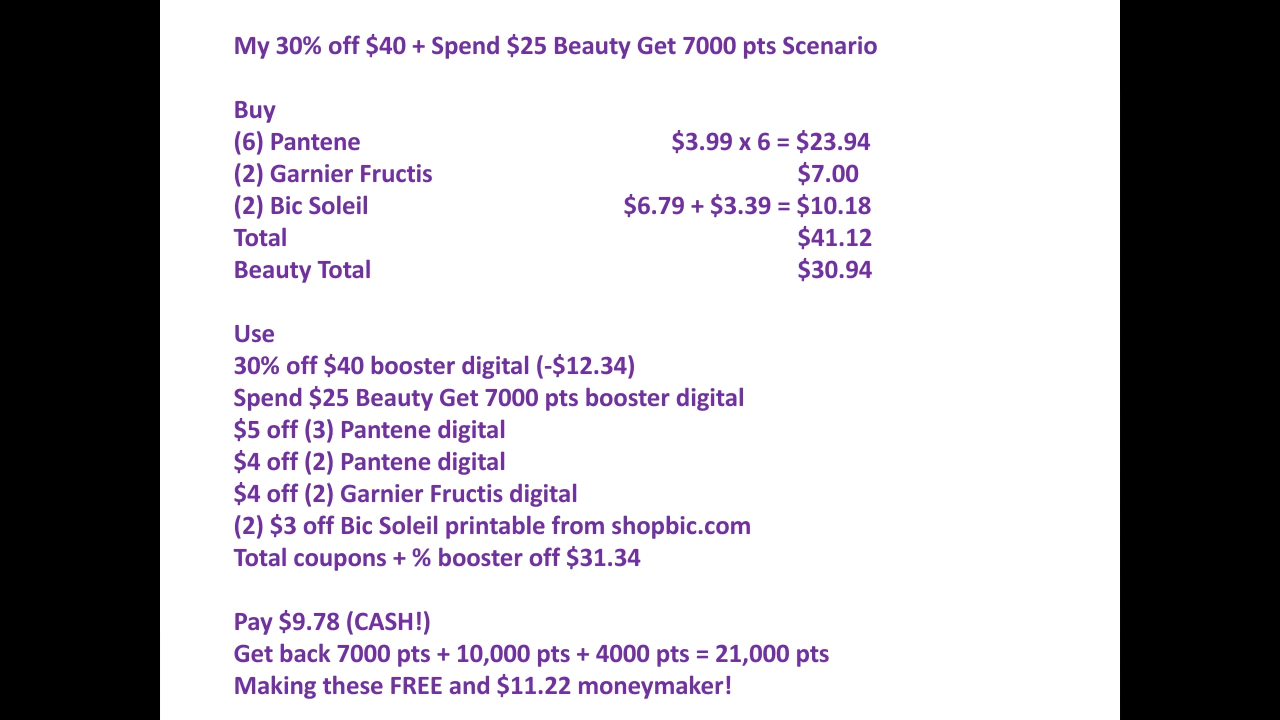 My 30% off $40 + Spend $25 Beauty Get 7000 pts Scenario
Buy
(6) Pantene $3.99 x 6 = $23.94
(2) Garnier Fructis $7.00
(2) Bic Soleil $6.79 + $3.39 = $10.18
Total $41.12
Beauty Total $30.94
Use
30% off $40 booster digital (-$12.34)
Spend $25 Beauty Get 7000 pts booster digital
$5 off (3) Pantene digital
$4 off (2) Pantene digital
$4 off (2) Garnier Fructis digital
(2) $3 off Bic Soleil printable from shopbic.com
Total coupons + % booster off $31.34
Pay $9.78 (CASH!)
Get back 7000 pts + 10,000 pts + 4000 pts = 21,000 pts
Making these FREE and $11.22 moneymaker!